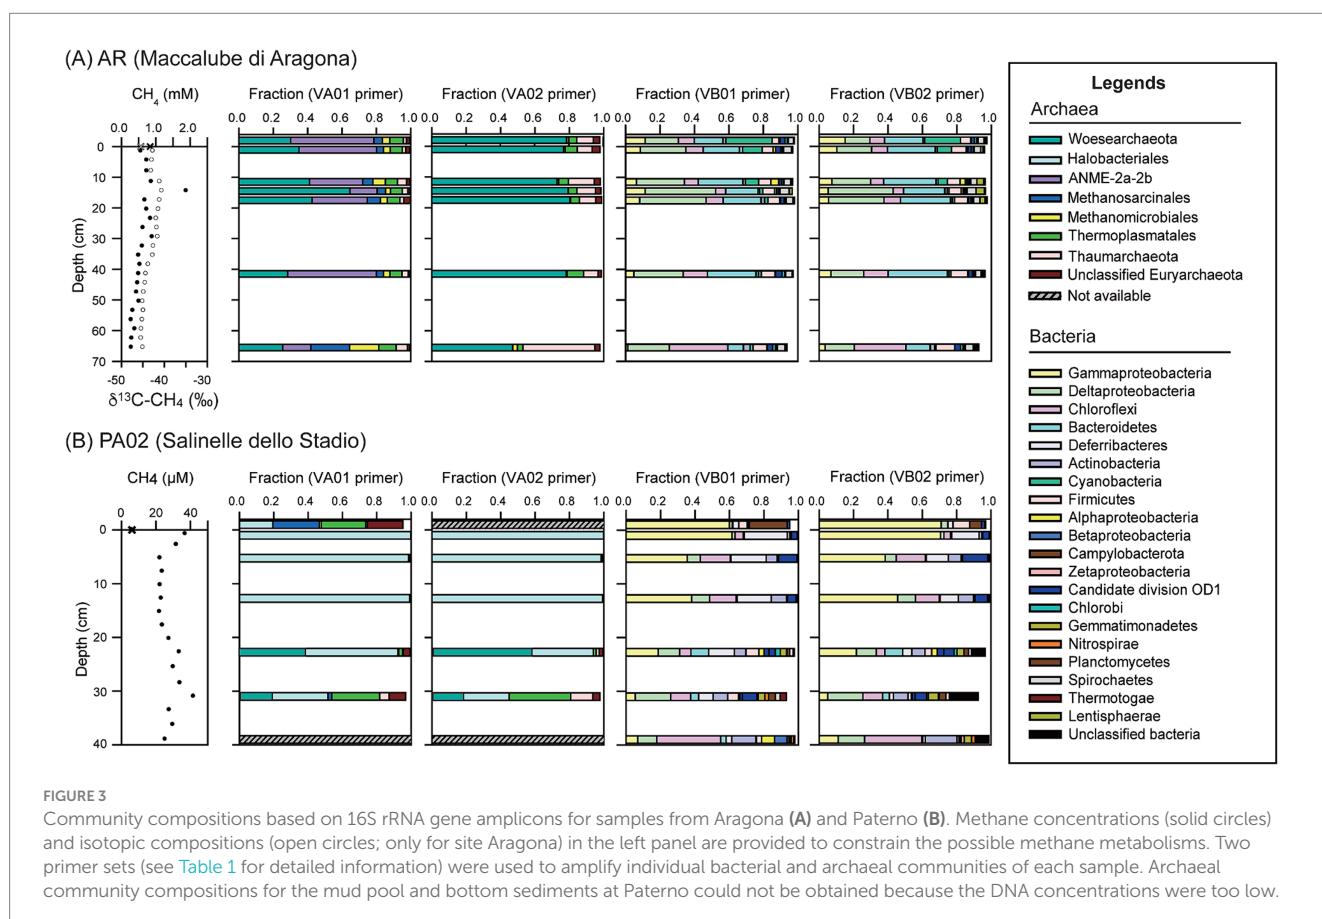 (A) AR (Maccalube di Aragona)
CH4 (mM)
0.0 1.0 2.0
Fraction (VA01 primer)
0.0 0.2 0.4 0.6 0.8 1.0
Fraction (VA02 primer)
0.0 0.2 0.4 0.6 0.8 1.0
Fraction (VB01 primer)
0.0 0.2 0.4 0.6 0.8 1.0
Fraction (VB02 primer)
0.0 0.2 0.4 0.6 0.8 1.0
Depth (cm)
0
10
20
30
40
50
60
70
-50 -40 -30
δ13C-CH4 (‰)
(B) PA02 (Salinelle dello Stadio)
CH4 (µM)
0 20 40
Fraction (VA01 primer)
0.0 0.2 0.4 0.6 0.8 1.0
Fraction (VA02 primer)
0.0 0.2 0.4 0.6 0.8 1.0
Fraction (VB01 primer)
0.0 0.2 0.4 0.6 0.8 1.0
Fraction (VB02 primer)
0.0 0.2 0.4 0.6 0.8 1.0
Depth (cm)
0
10
20
30
40
Legends
Archaea
Woesearchaeota
Halobacteriales
ANME-2a-2b
Methanosarcinales
Methanomicrobiales
Thermoplasmatales
Thaumarchaeota
Unclassified Euryarchaeota
Not available
Bacteria
Gammaproteobacteria
Deltaproteobacteria
Chloroflexi
Bacteroidetes
Deferribacteres
Actinobacteria
Cyanobacteria
Firmicutes
Alphaproteobacteria
Betaproteobacteria
Campylobacterota
Zetaproteobacteria
Candidate division OD1
Chlorobi
Gemmatimonadetes
Nitrospirae
Planctomycetes
Spirochaetes
Thermotogae
Lentisphaerae
Unclassified bacteria
FIGURE 3
Community compositions based on 16S rRNA gene amplicons for samples from Aragona (A) and Paterno (B). Methane concentrations (solid circles)
and isotopic compositions (open circles; only for site Aragona) in the left panel are provided to constrain the possible methane metabolisms. Two
primer sets (see Table 1 for detailed information) were used to amplify individual bacterial and archaeal communities of each sample. Archaeal
community compositions for the mud pool and bottom sediments at Paterno could not be obtained because the DNA concentrations were too low.